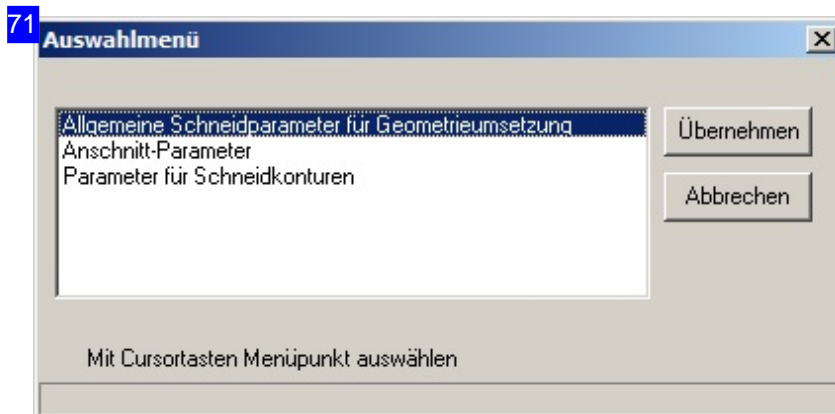 71
Auswahlmenü
Allgemeine Schneidparameter für Geometrieumsetzung
Anschnitt-Parameter
Parameter für Schneidkonturen
Übernehmen
Abbrechen
Mit Cursortasten Menüpunkt auswählen